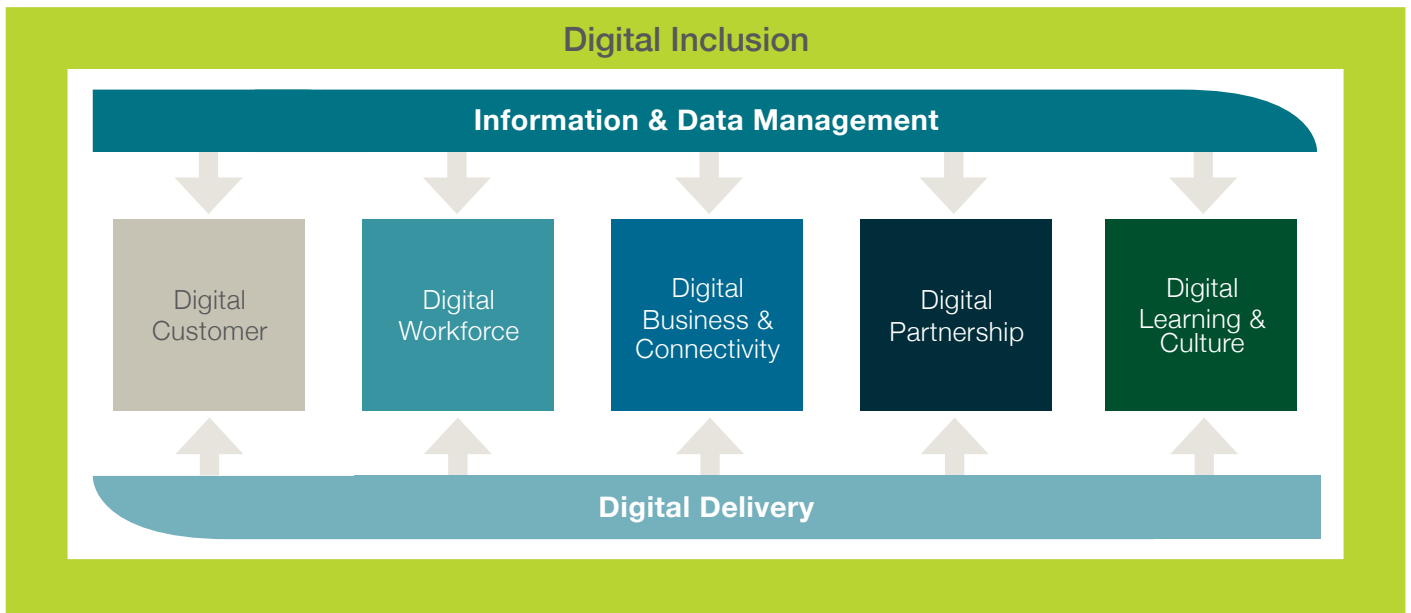 Digital Inclusion
Information & Data Management
Digital
Customer
Digital
Workforce
Digital
Business &
Connectivity
Digital
Partnership
Digital
Learning &
Culture
Digital Delivery